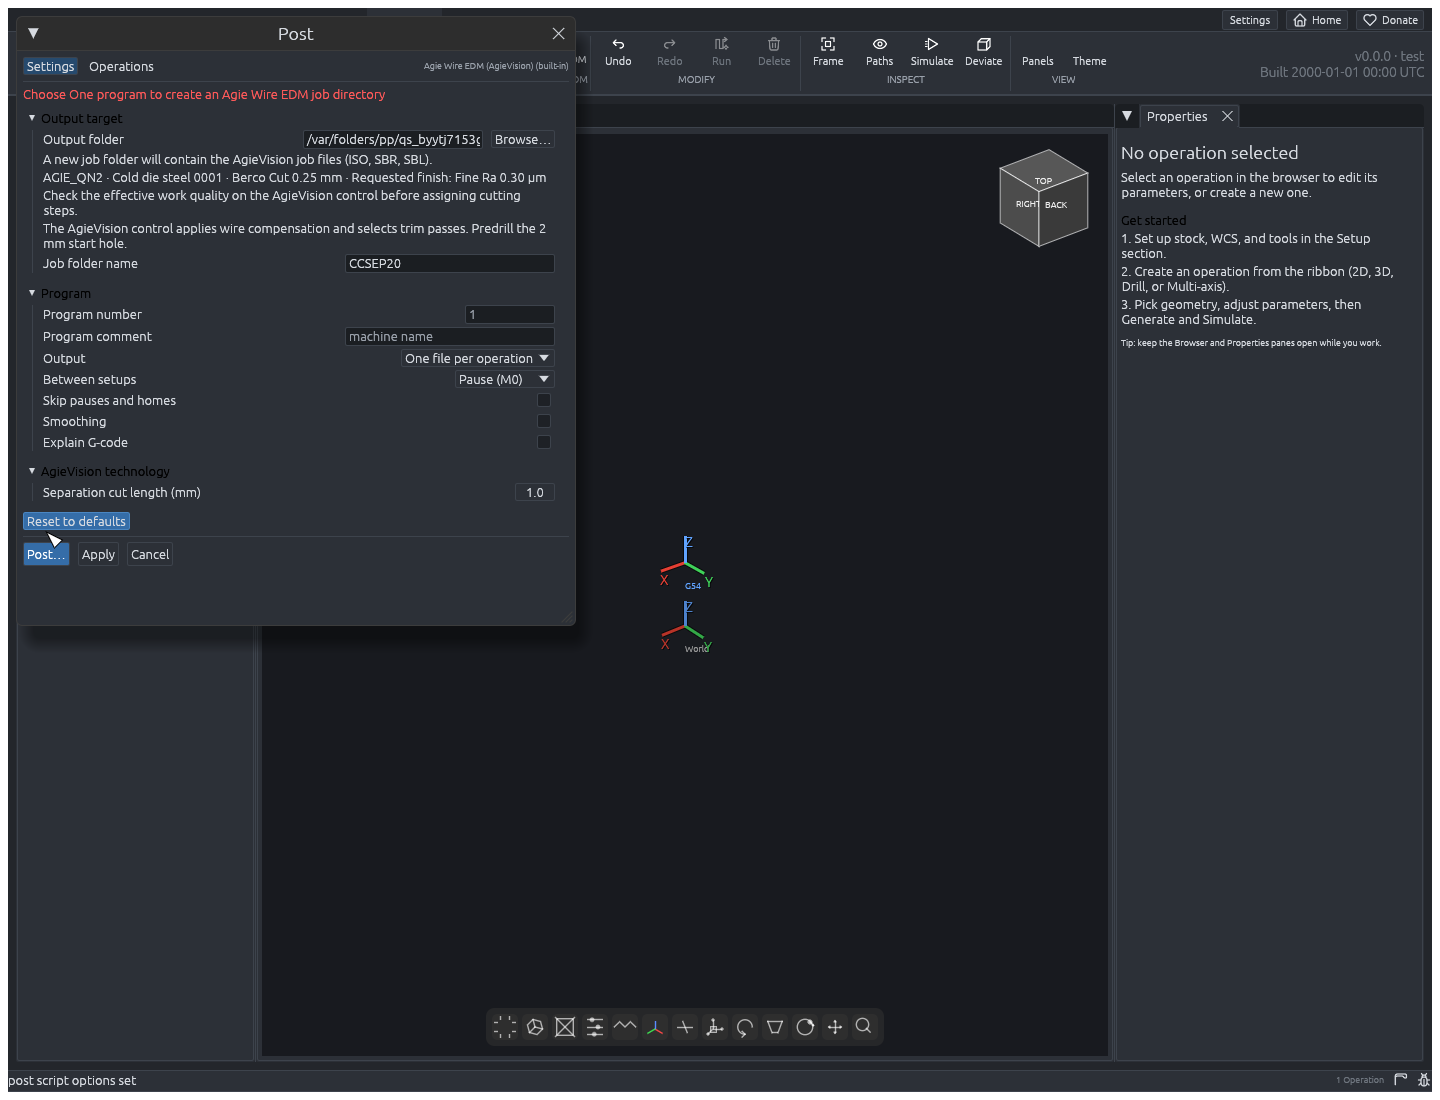 Settings
Home
Donate
Post
Settings
Operations
Agie Wire EDM (AgieVision) (built-in)
Undo
Redo
Run
Delete
MODIFY
Frame
Paths
Simulate
Deviate
INSPECT
Panels
Theme
VIEW
v0.0.0 · test
Built 2000-01-01 00:00 UTC
Choose One program to create an Agie Wire EDM job directory
Output target
Output folder
/var/folders/pp/qs_byytj7153g
Browse...
A new job folder will contain the AgieVision job files (ISO, SBR, SBL).
AGIE_QN2 · Cold die steel 0001 · Berco Cut 0.25 mm · Requested finish: Fine Ra 0.30 µm
Check the effective work quality on the AgieVision control before assigning cutting
steps.
The AgieVision control applies wire compensation and selects trim passes. Predrill the 2
mm start hole.
Job folder name
CCSEP20
Program
Program number
1
Program comment
machine name
Output
One file per operation
Between setups
Pause (M0)
Skip pauses and homes
Smoothing
Explain G-code
AgieVision technology
Separation cut length (mm)
1.0
Reset to defaults
Post...
Apply
Cancel
TOP
RIGHT
BACK
Z
X
Y
G54
Z
X
Y
World
Properties
No operation selected
Select an operation in the browser to edit its
parameters, or create a new one.
Get started
1. Set up stock, WCS, and tools in the Setup
section.
2. Create an operation from the ribbon (2D, 3D,
Drill, or Multi-axis).
3. Pick geometry, adjust parameters, then
Generate and Simulate.
Tip: keep the Browser and Properties panes open while you work.
post script options set
1 Operation